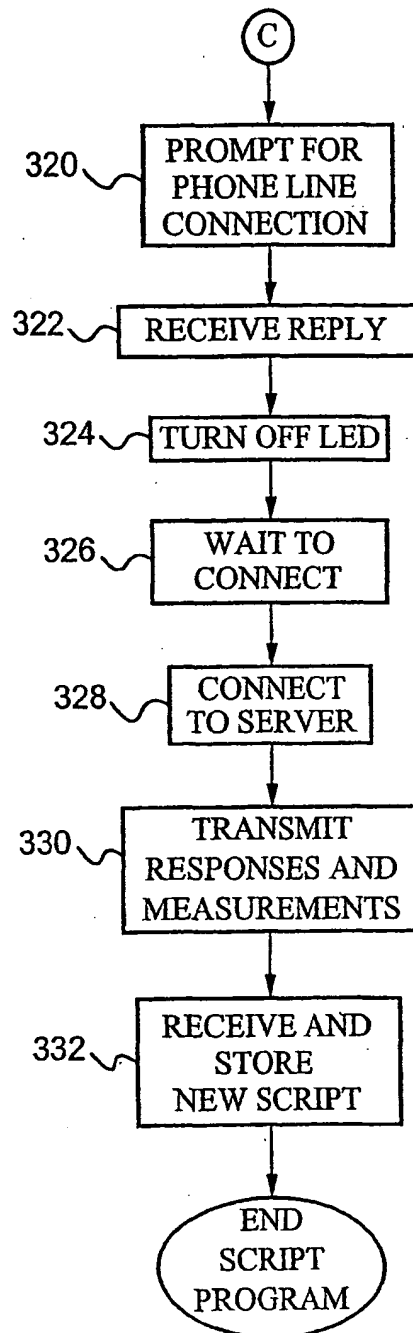 C
320
PROMPT FOR
PHONE LINE
CONNECTION
322
RECEIVE REPLY
324
TURN OFF LED
326
WAIT TO
CONNECT
328
CONNECT
TO SERVER
330
TRANSMIT
RESPONSES AND
MEASUREMENTS
332
RECEIVE AND
STORE
NEW SCRIPT
END
SCRIPT
PROGRAM